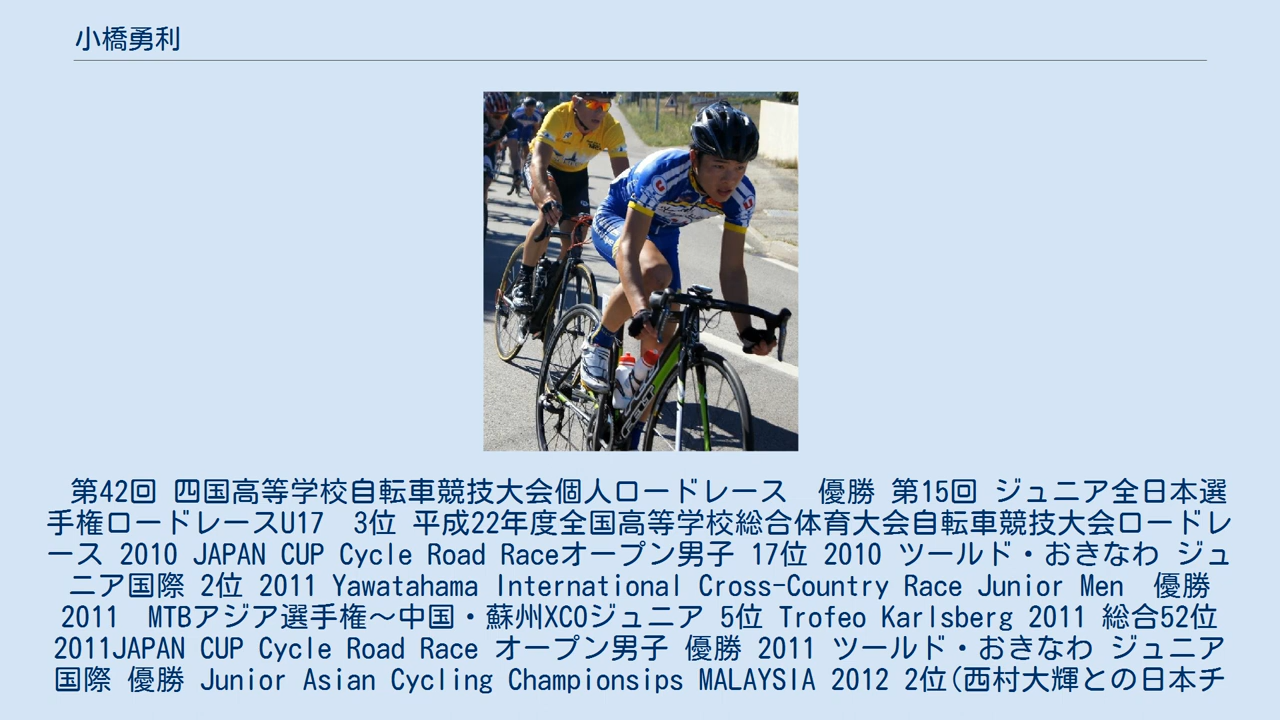 小橋勇利
FELT
第42回 四国高等学校自転車競技大会個人ロードレース　優勝 第15回 ジュニア全日本選
手権ロードレースU17　3位 平成22年度全国高等学校総合体育大会自転車競技大会ロードレ
ース 2010 JAPAN CUP Cycle Road Raceオープン男子 17位 2010 ツールド・おきなわ ジュ
ニア国際 2位 2011 Yawatahama International Cross-Country Race Junior Men　優勝
2011　MTBアジア選手権〜中国・蘇州XCOジュニア 5位 Trofeo Karlsberg 2011 総合52位
2011JAPAN CUP Cycle Road Race オープン男子 優勝 2011 ツールド・おきなわ ジュニア
国際 優勝 Junior Asian Cycling Championsips MALAYSIA 2012 2位(西村大輝との日本チ